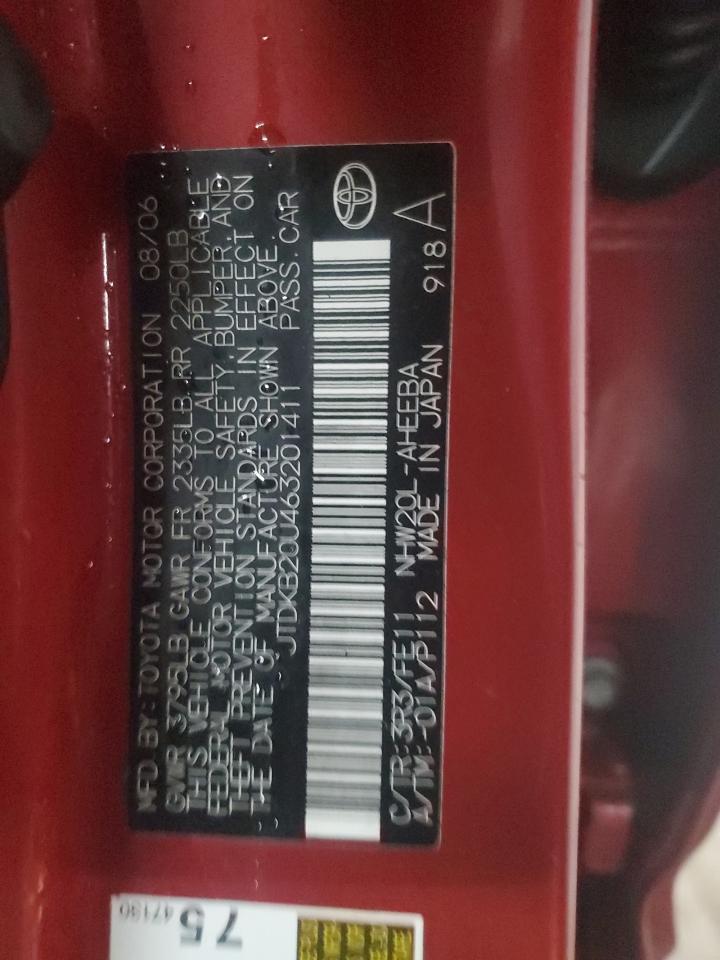 MFD BY:TOYOTA MOTOR CORPORATION 08/06
GVWR 3795LB GAWR FR 2335LB RR 2250LB
THIS VEHICLE CONFORMS TO ALL APPLICABLE
FEDERAL MOTOR VEHICLE SAFETY, BUMPER, AND
THEFT PREVENTION STANDARDS IN EFFECT ON
THE DATE OF MANUFACTURE SHOWN ABOVE.
JTDKB20U463201411 PASS.CAR
C/TR:3R3/FE11 NHW20L-AHEEBA 918A
A/TM:-01A/P112 MADE IN JAPAN
75
47130